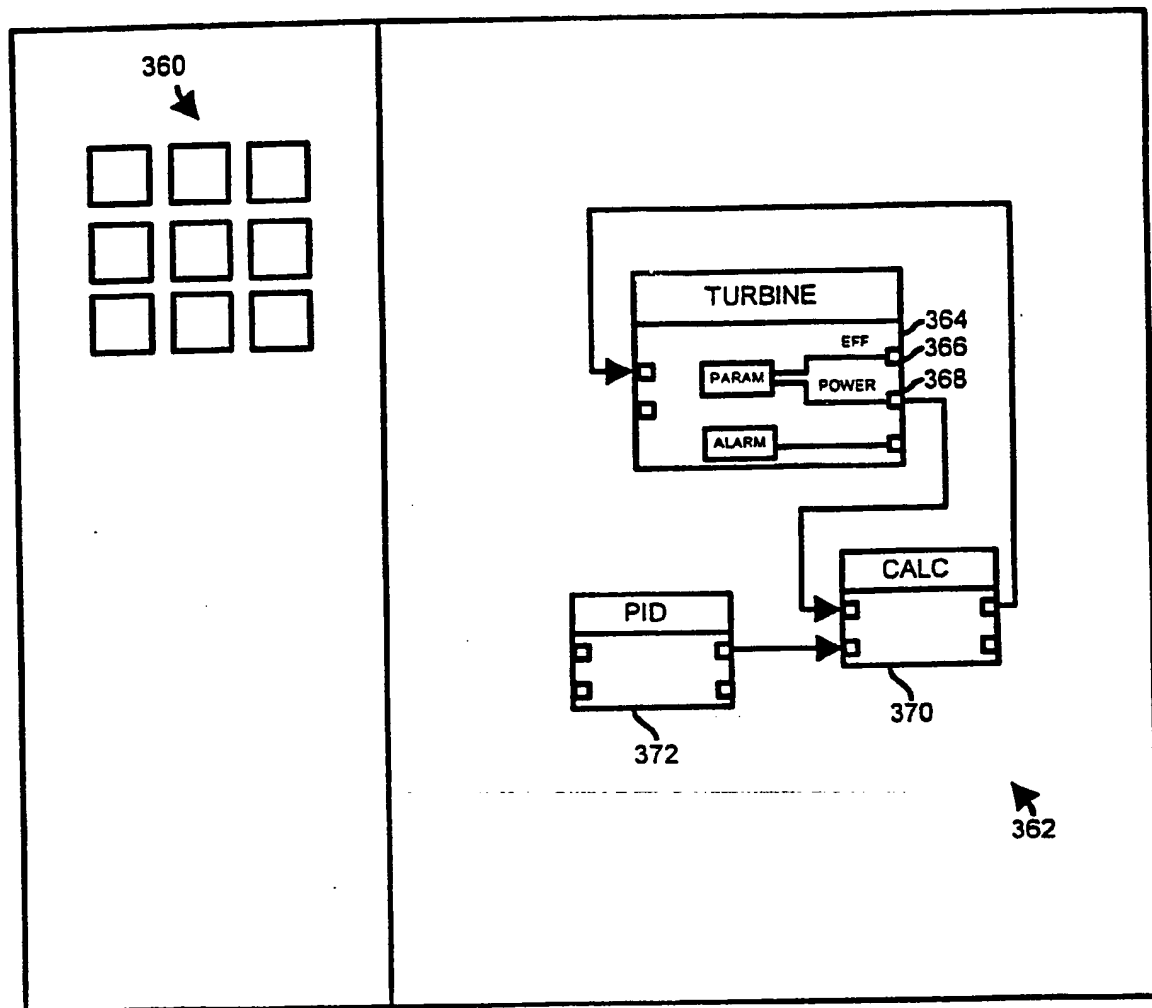 360
TURBINE
364
EFF
366
PARAM
POWER
368
ALARM
CALC
PID
370
372
362